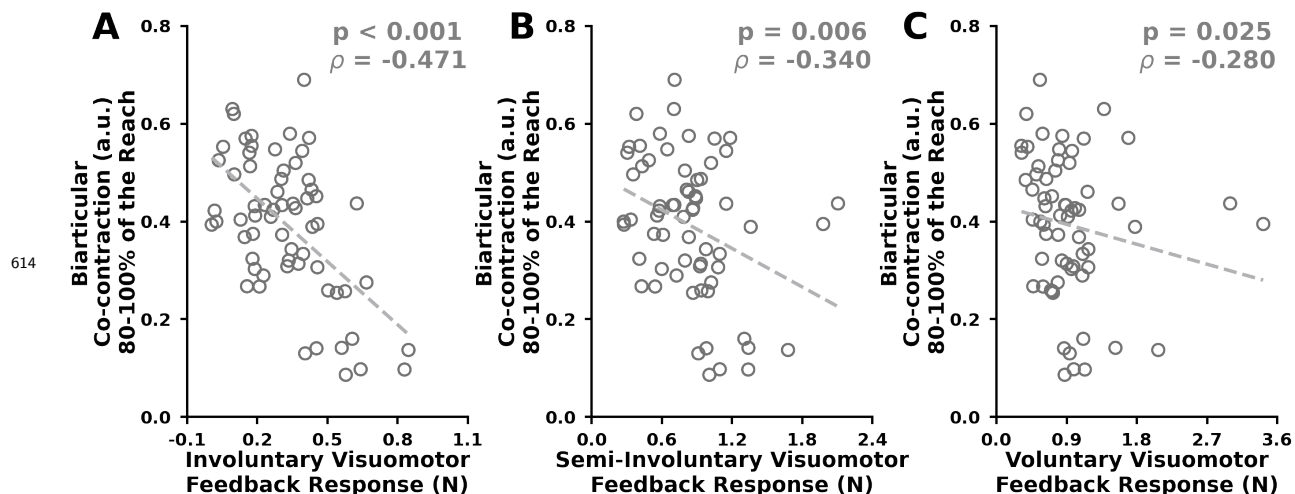 A
p < 0.001
ρ = -0.471
0.8
0.6
0.4
0.2
0.0
Biarticular
Co-contraction (a.u.)
80-100% of the Reach
-0.1 0.2 0.5 0.8 1.1
Involuntary Visuomotor
Feedback Response (N)
B
p = 0.006
ρ = -0.340
0.8
0.6
0.4
0.2
0.0
Biarticular
Co-contraction (a.u.)
80-100% of the Reach
0.0 0.6 1.2 1.8 2.4
Semi-Involuntary Visuomotor
Feedback Response (N)
C
p = 0.025
ρ = -0.280
0.8
0.6
0.4
0.2
0.0
Biarticular
Co-contraction (a.u.)
80-100% of the Reach
0.0 0.9 1.8 2.7 3.6
Voluntary Visuomotor
Feedback Response (N)
614